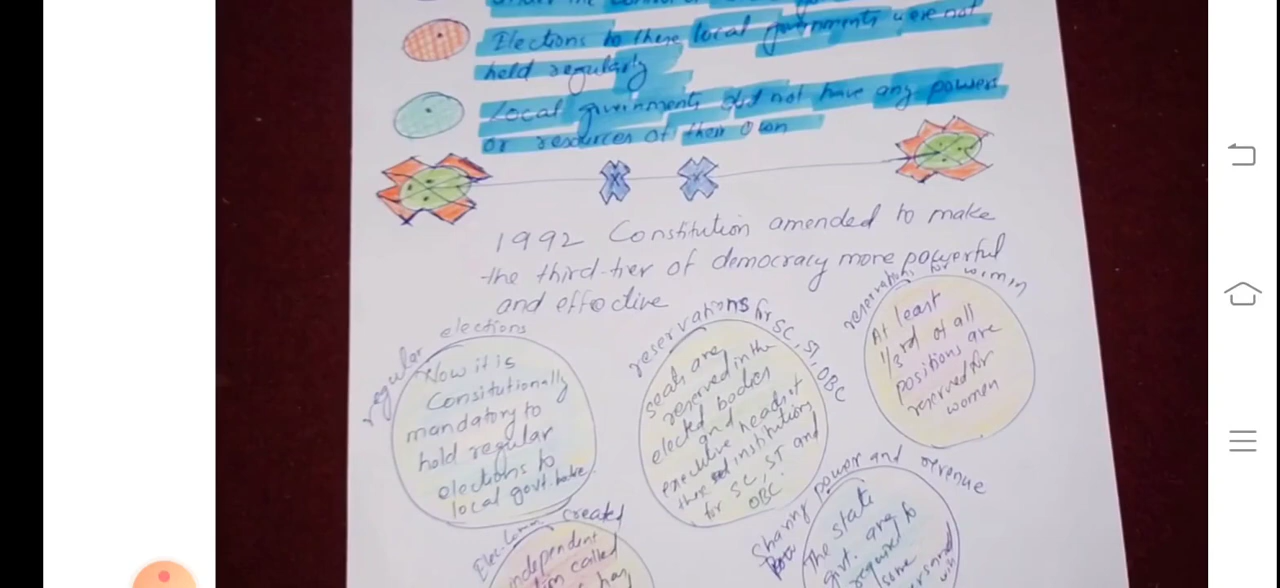 Elections to these local governments were not
held regularly
Local governments did not have any powers
or resources of their own
1992 Constitution amended to make
the third-tier of democracy more powerful
and effective
regular elections
Now it is
Consitutionally
mandatory to
hold regular
elections to
local govt.
reservations for SC, ST, OBC
seats are
reserved in the
elected bodies
and
executive heads of
these institutions
for SC, ST and
OBC
reservations for women
At least
1/3rd of all
positions are
reserved for
women
created
independent
called
Sharing power and revenue
The state
govt. are
required to
some